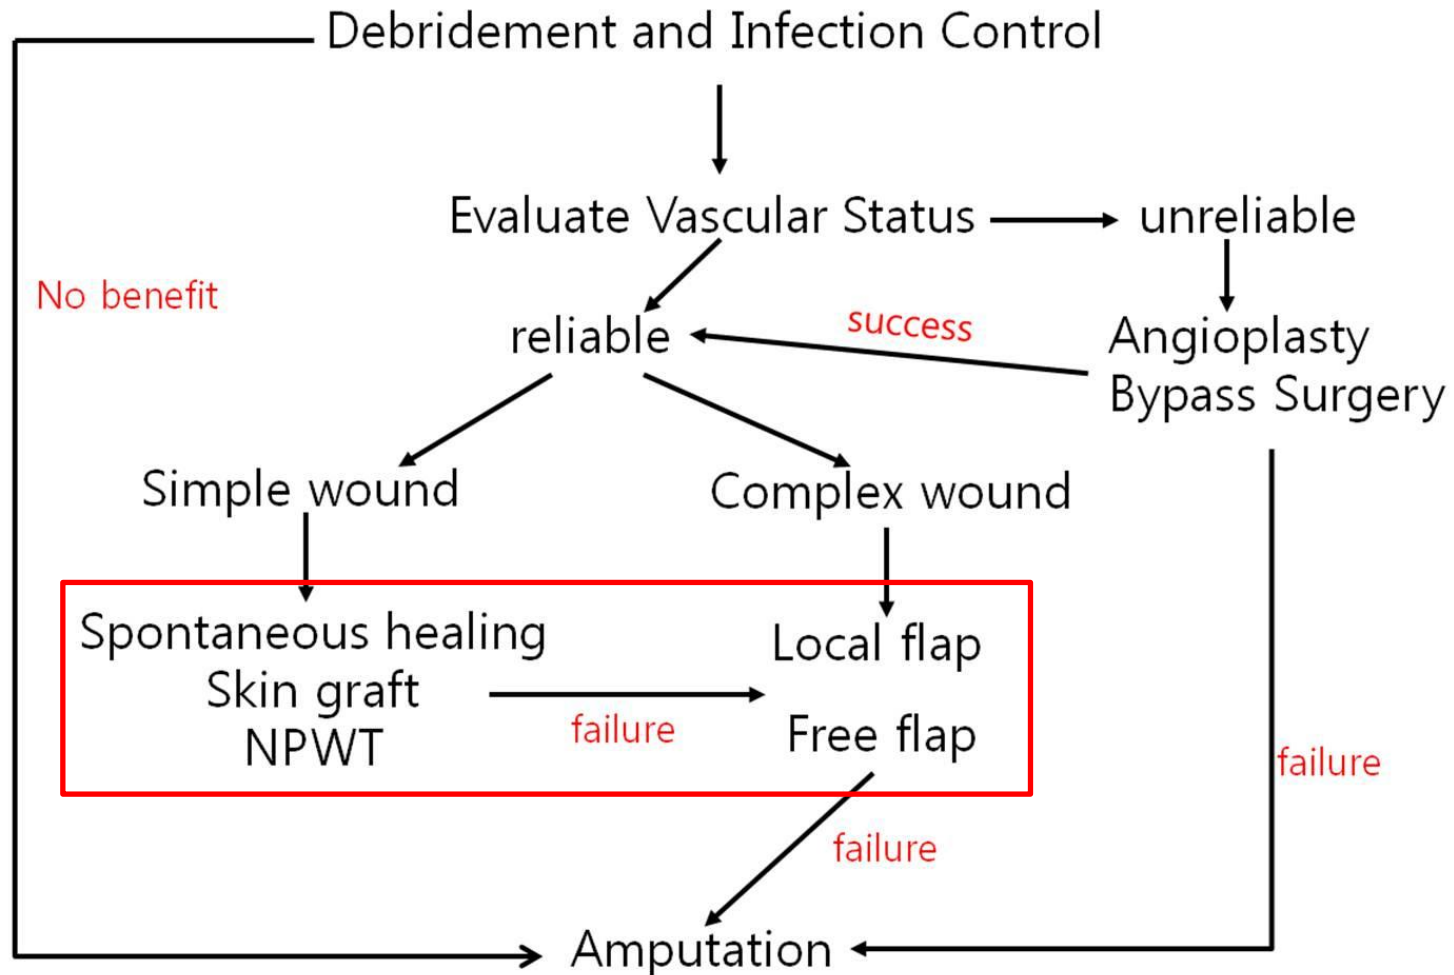 Debridement and Infection Control
Evaluate Vascular Status
unreliable
No benefit
reliable
success
Angioplasty
Bypass Surgery
Simple wound
Complex wound
Spontaneous healing
Skin graft
NPWT
failure
Local flap
Free flap
failure
failure
Amputation